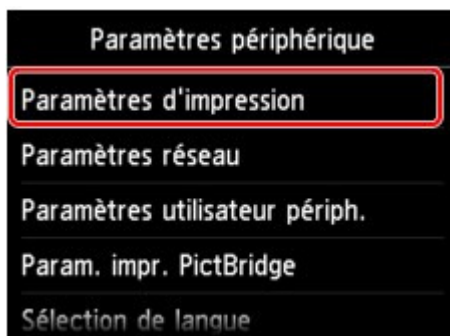 Paramètres périphérique
Paramètres d'impression
Paramètres réseau
Paramètres utilisateur périph.
Param. impr. PictBridge
Sélection de langue